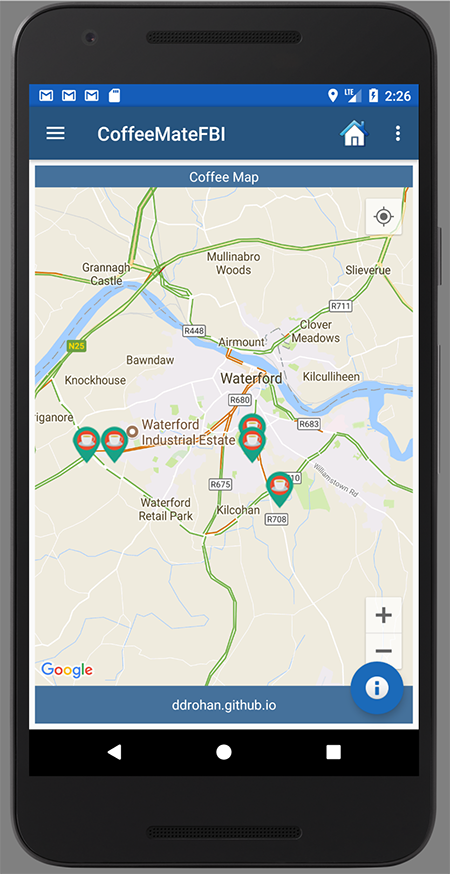 LTE 2:26
CoffeeMateFBI
Coffee Map
Grannagh
Castle
Mullinabro
Woods
Slieverue
R711
R448
Clover
Meadows
Airmount
N25
Bawndaw
Waterford
Kilculliheen
Knockhouse
R680
R683
Waterford
Industrial Estate
R675
Williamstown Rd
Waterford
Retail Park
Kilcohan
R708
+
−
Google
ddrohan.github.io